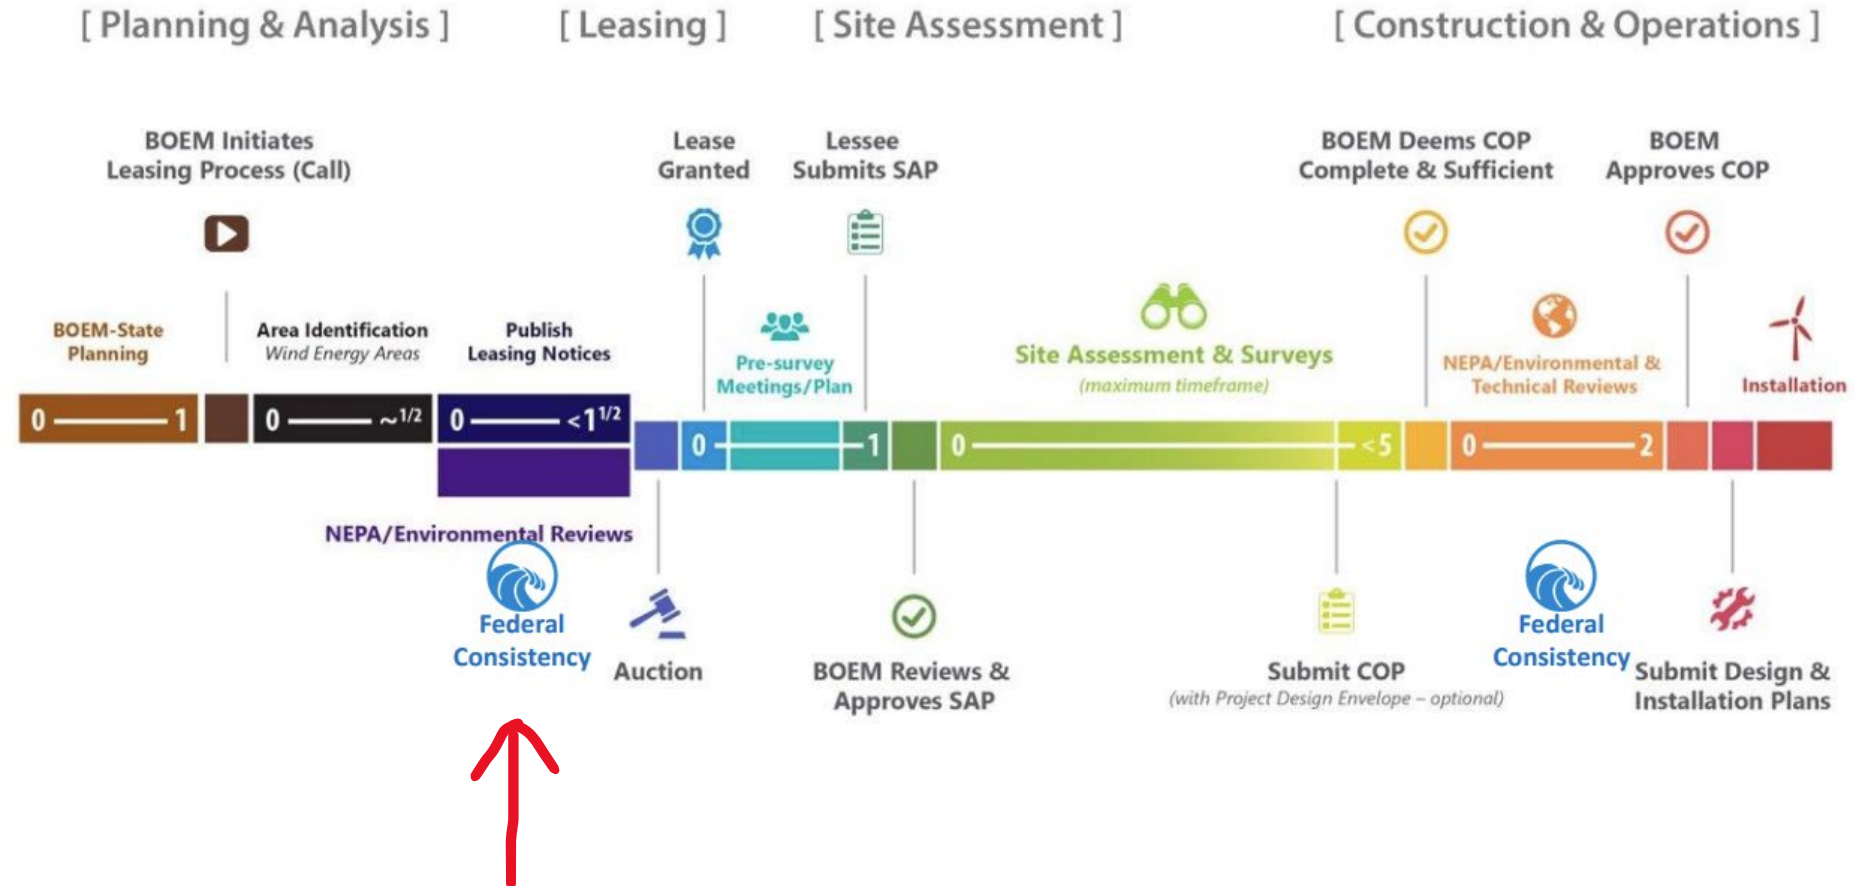 [ Planning & Analysis ]
[ Leasing ]
[ Site Assessment ]
[ Construction & Operations ]
BOEM Initiates
Leasing Process (Call)
Lease
Granted
Lessee
Submits SAP
BOEM Deems COP
Complete & Sufficient
BOEM
Approves COP
BOEM-State
Planning
Area Identification
Wind Energy Areas
Publish
Leasing Notices
Pre-survey
Meetings/Plan
Site Assessment & Surveys
(maximum timeframe)
NEPA/Environmental &
Technical Reviews
Installation
0 1
0 ~1/2
0 <1 1/2
0 1
0 <5
0 2
NEPA/Environmental Reviews
Federal
Consistency
Auction
BOEM Reviews &
Approves SAP
Submit COP
(with Project Design Envelope – optional)
Federal
Consistency
Submit Design &
Installation Plans